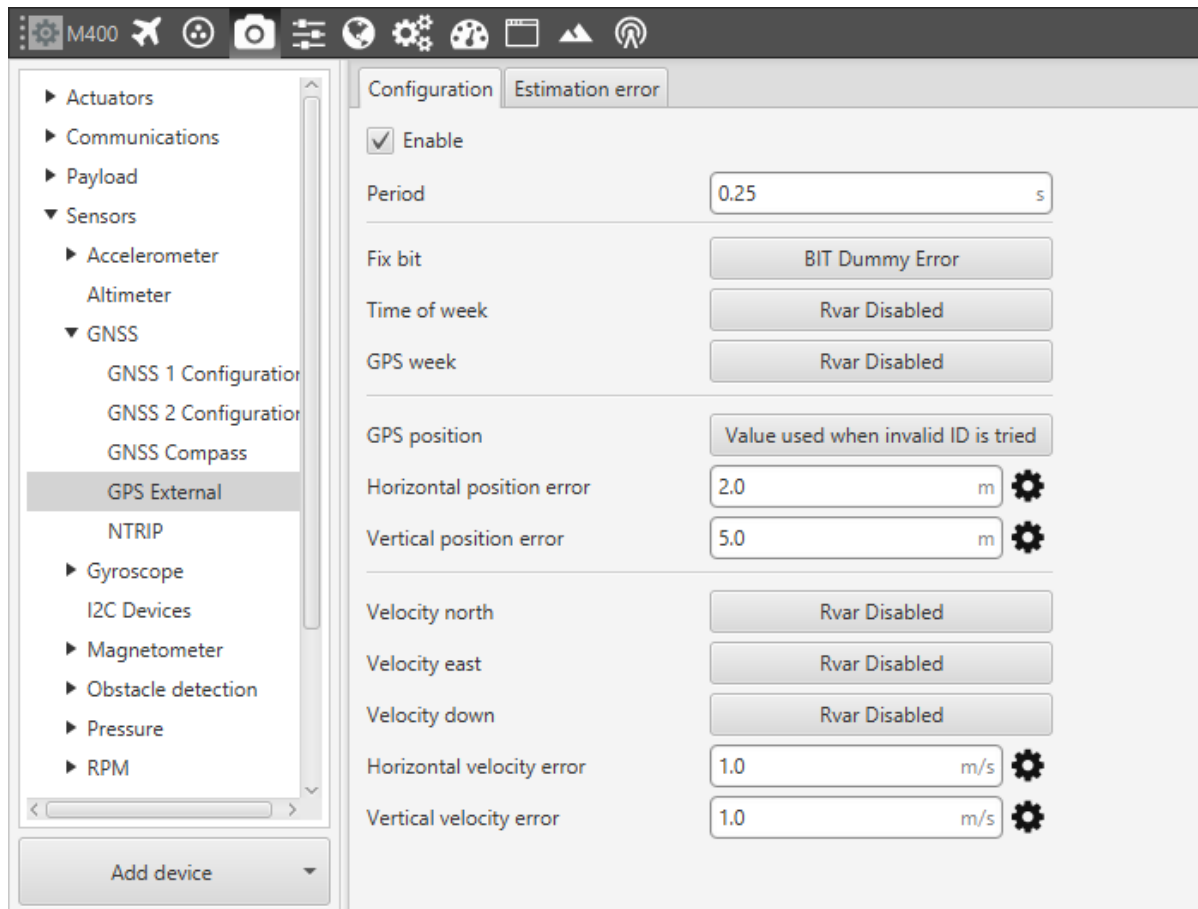 M400
Actuators
Communications
Payload
Sensors
Accelerometer
Altimeter
GNSS
GNSS 1 Configuration
GNSS 2 Configuration
GNSS Compass
GPS External
NTRIP
Gyroscope
I2C Devices
Magnetometer
Obstacle detection
Pressure
RPM
Add device
Configuration Estimation error
Enable
Period 0.25 s
Fix bit BIT Dummy Error
Time of week Rvar Disabled
GPS week Rvar Disabled
GPS position Value used when invalid ID is tried
Horizontal position error 2.0 m
Vertical position error 5.0 m
Velocity north Rvar Disabled
Velocity east Rvar Disabled
Velocity down Rvar Disabled
Horizontal velocity error 1.0 m/s
Vertical velocity error 1.0 m/s